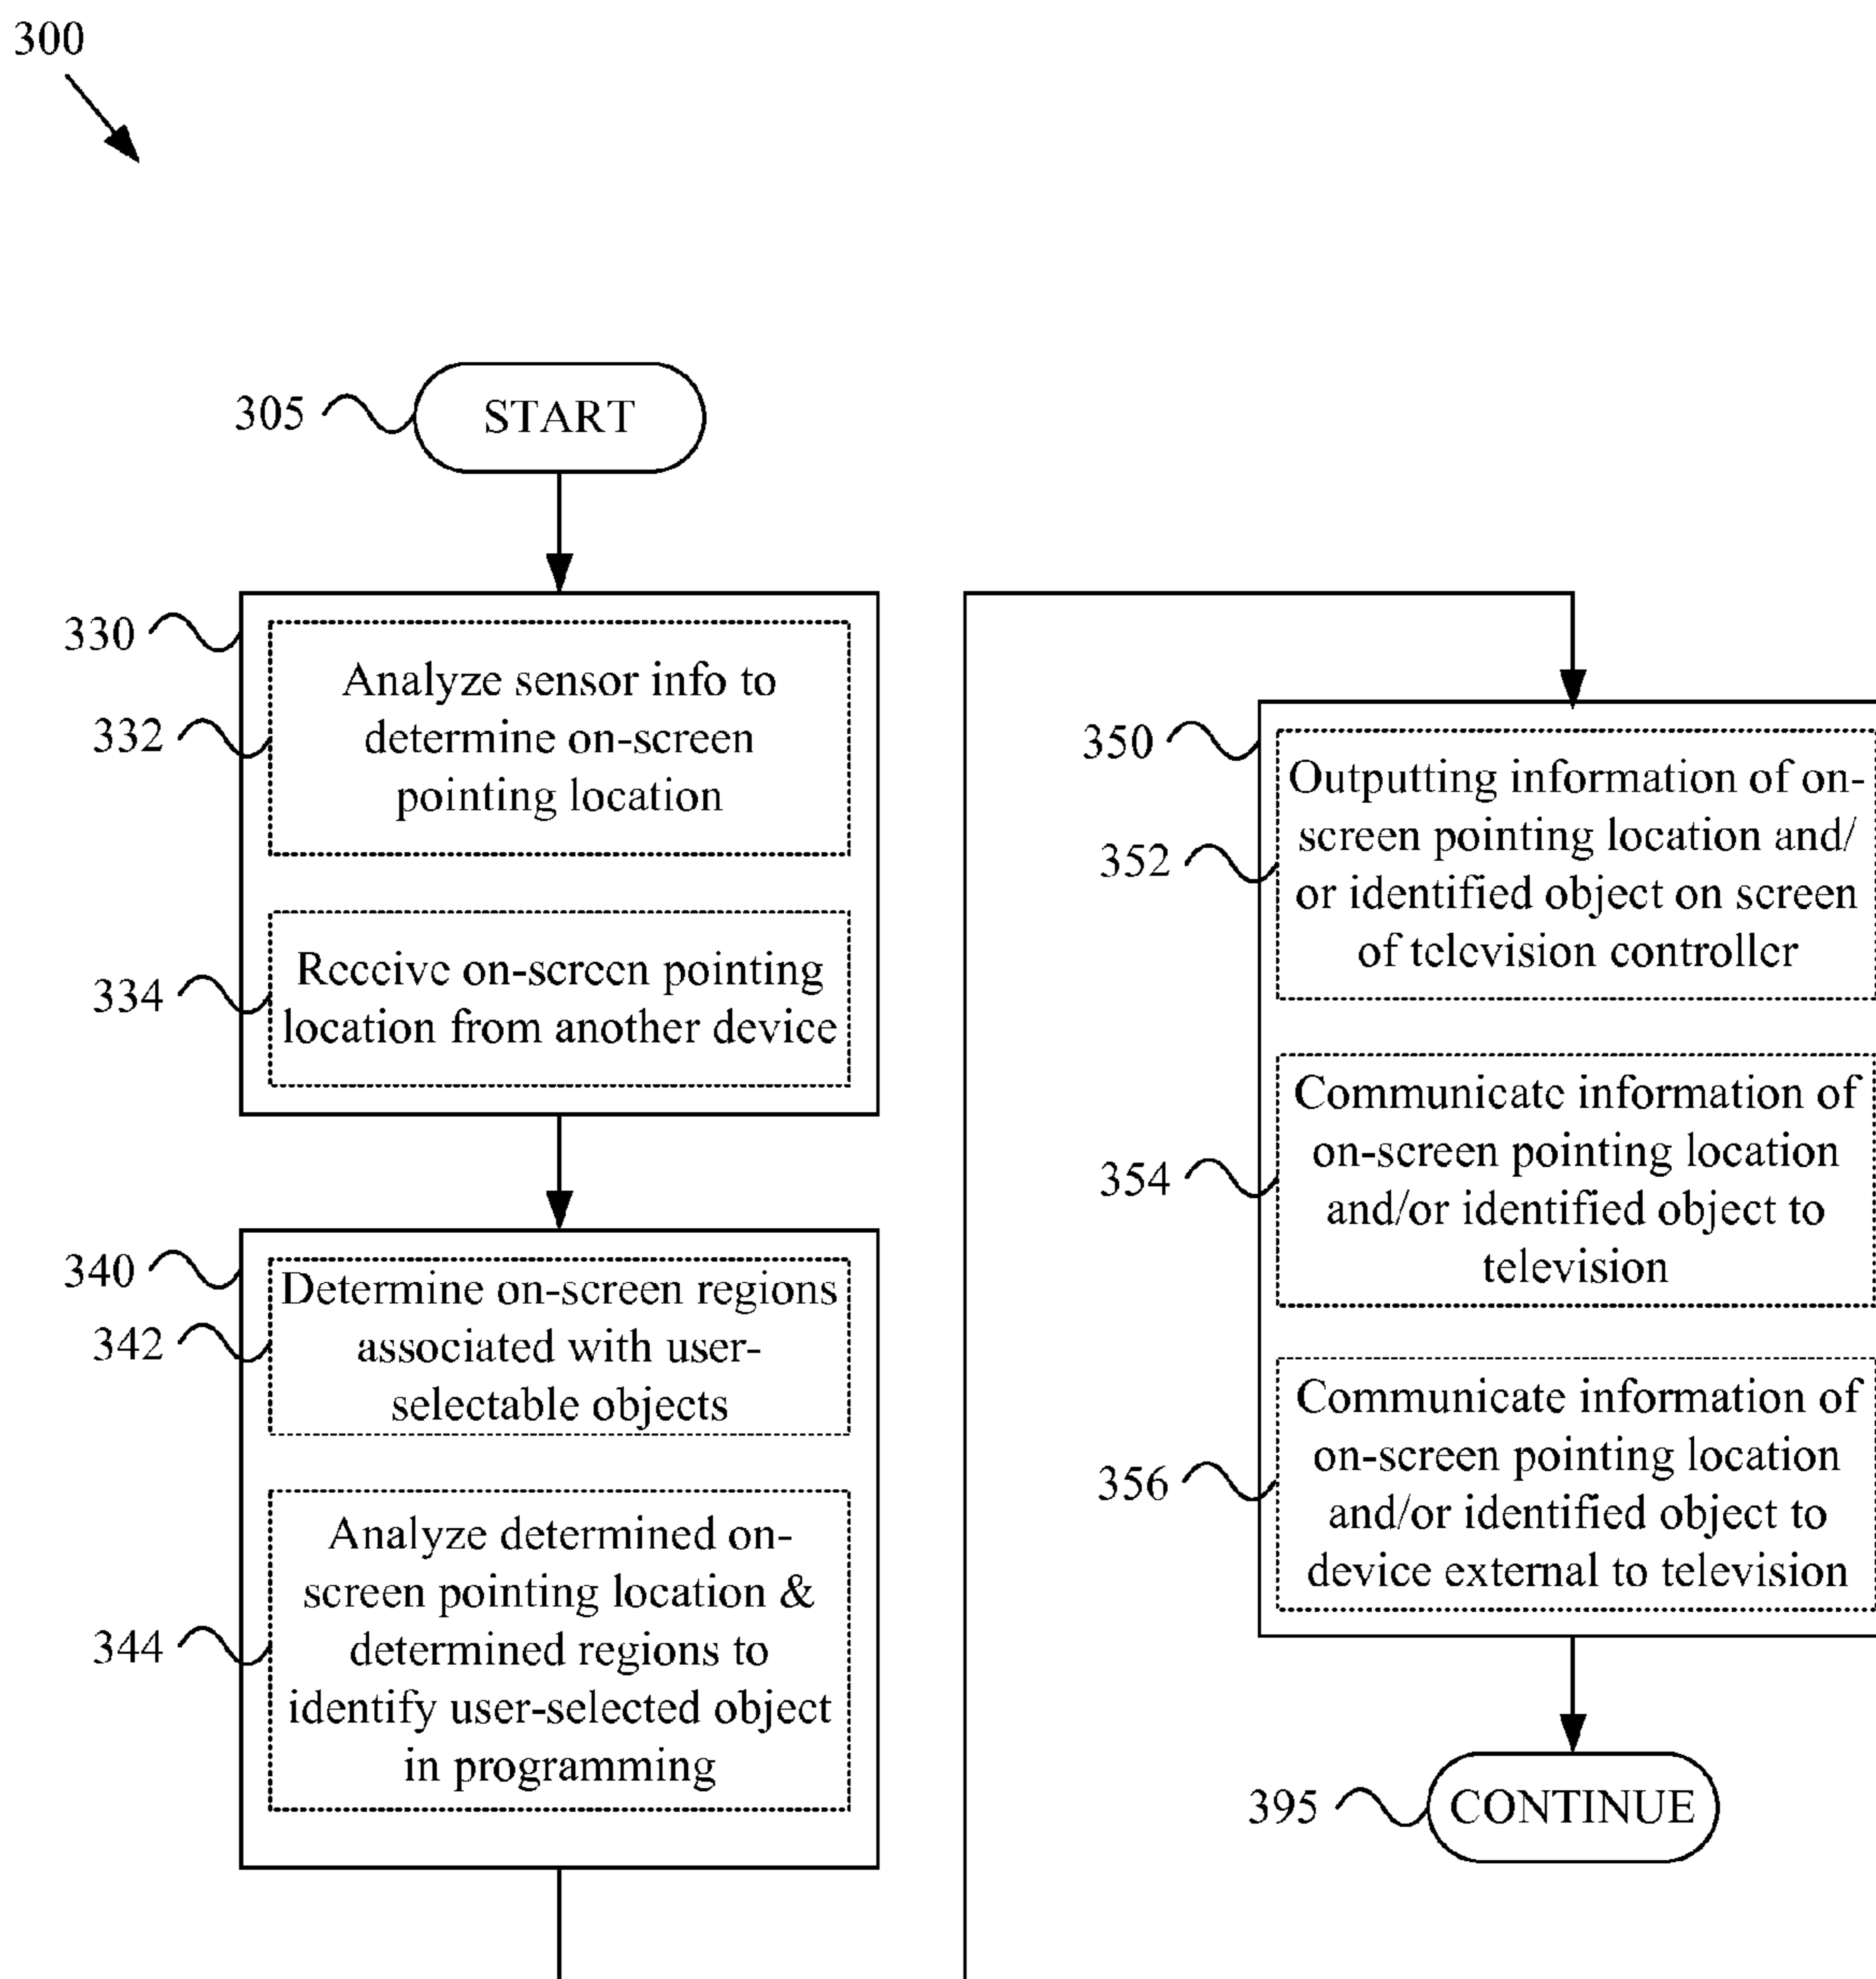 300
305
START
330
332
Analyze sensor info to
determine on-screen
pointing location
334
Receive on-screen pointing
location from another device
340
342
Determine on-screen regions
associated with user-
selectable objects
344
Analyze determined on-
screen pointing location &
determined regions to
identify user-selected object
in programming
350
352
Outputting information of on-
screen pointing location and/
or identified object on screen
of television controller
354
Communicate information of
on-screen pointing location
and/or identified object to
television
356
Communicate information of
on-screen pointing location
and/or identified object to
device external to television
395
CONTINUE